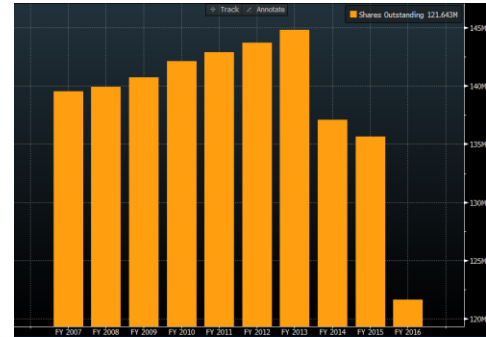 Track Annotate
Shares Outstanding 121.643M
145M
140M
135M
130M
125M
120M
FY 2007 FY 2008 FY 2009 FY 2010 FY 2011 FY 2012 FY 2013 FY 2014 FY 2015 FY 2016